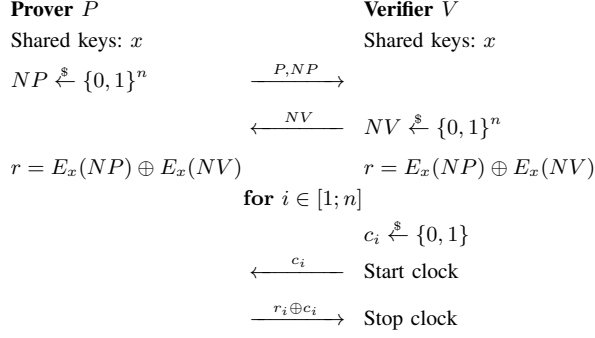 Prover P Verifier V
Shared keys: x Shared keys: x
NP $← {0, 1}^n P,NP
NV NV $← {0, 1}^n
r = E_x(NP) ⊕ E_x(NV) r = E_x(NP) ⊕ E_x(NV)
for i ∈ [1; n]
c_i $← {0, 1}
c_i Start clock
r_i⊕c_i Stop clock